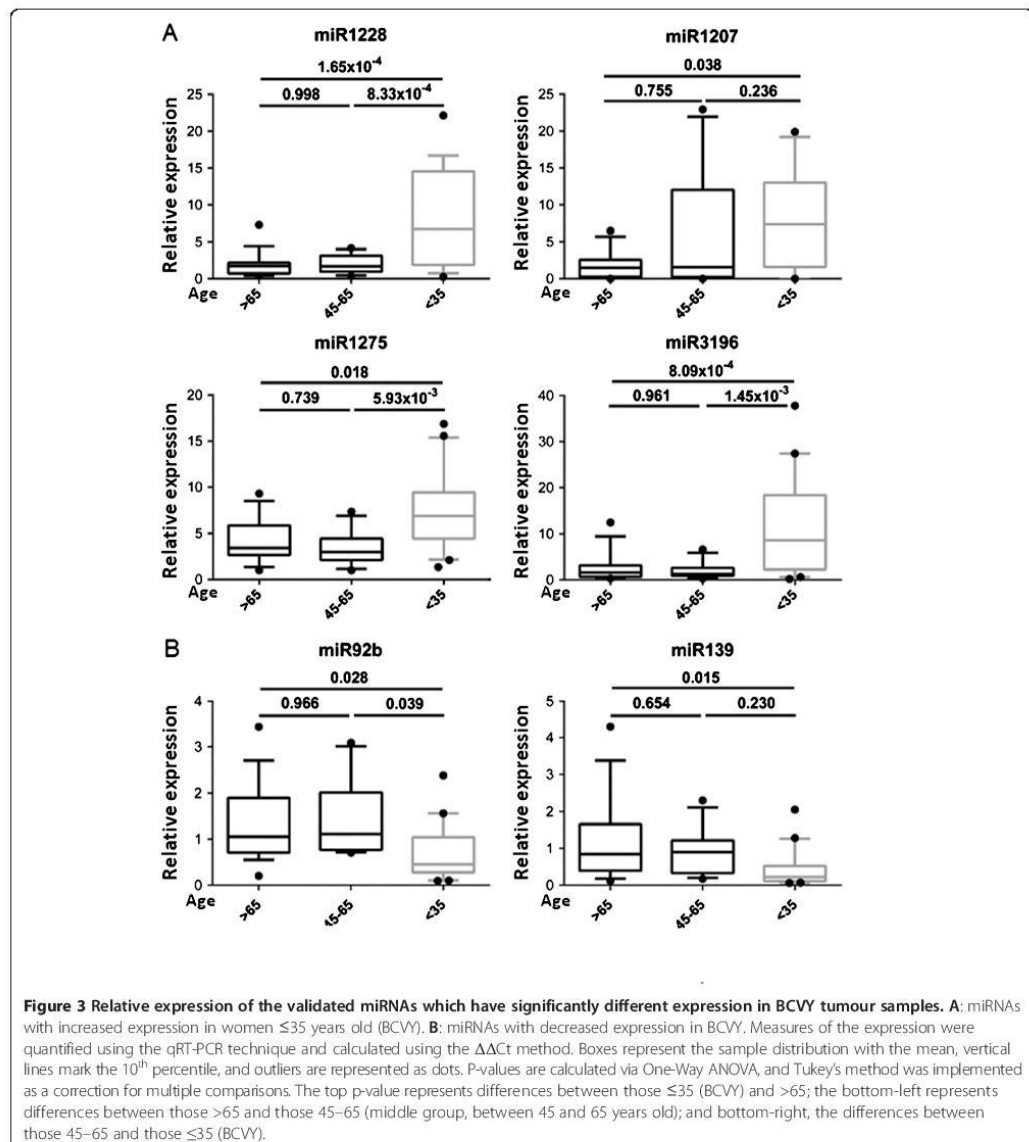 A
miR1228
1.65x10⁻⁴
0.998 8.33x10⁻⁴
Relative expression
25
20
15
10
5
0
Age >65 45-65 <35
miR1207
0.038
0.755 0.236
Relative expression
25
20
15
10
5
0
Age >65 45-65 <35
miR1275
0.018
0.739 5.93x10⁻³
Relative expression
20
15
10
5
0
Age >65 45-65 <35
miR3196
8.09x10⁻⁴
0.961 1.45x10⁻³
Relative expression
40
30
20
10
0
Age >65 45-65 <35
B
miR92b
0.028
0.966 0.039
Relative expression
4
3
2
1
0
Age >65 45-65 <35
miR139
0.015
0.654 0.230
Relative expression
5
4
3
2
1
0
Age >65 45-65 <35
Figure 3 Relative expression of the validated miRNAs which have significantly different expression in BCVY tumour samples. A: miRNAs
with increased expression in women ≤35 years old (BCVY). B: miRNAs with decreased expression in BCVY. Measures of the expression were
quantified using the qRT-PCR technique and calculated using the ΔΔCt method. Boxes represent the sample distribution with the mean, vertical
lines mark the 10th percentile, and outliers are represented as dots. P-values are calculated via One-Way ANOVA, and Tukey's method was implemented
as a correction for multiple comparisons. The top p-value represents differences between those ≤35 (BCVY) and >65; the bottom-left represents
differences between those >65 and those 45–65 (middle group, between 45 and 65 years old); and bottom-right, the differences between
those 45–65 and those ≤35 (BCVY).